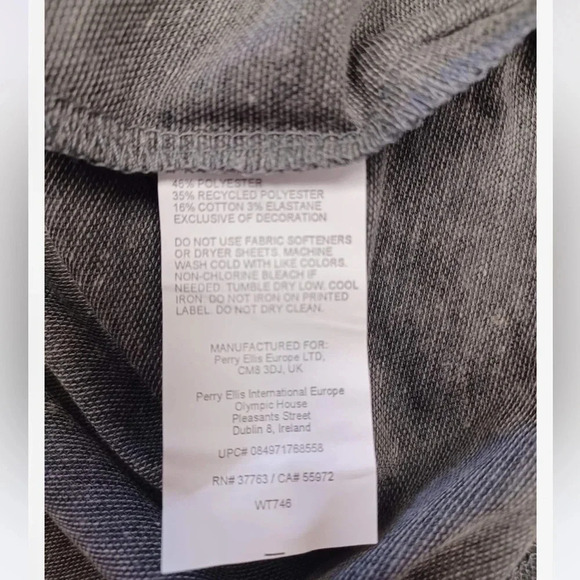 46% POLYESTER
35% RECYCLED POLYESTER
16% COTTON 3% ELASTANE
EXCLUSIVE OF DECORATION
DO NOT USE FABRIC SOFTENERS
OR DRYER SHEETS. MACHINE
WASH COLD WITH LIKE COLORS.
NON-CHLORINE BLEACH IF
NEEDED. TUMBLE DRY LOW. COOL
IRON. DO NOT IRON ON PRINTED
LABEL. DO NOT DRY CLEAN.
MANUFACTURED FOR:
Perry Ellis Europe LTD,
CM8 3DJ, UK
Perry Ellis International Europe
Olympic House
Pleasants Street
Dublin 8, Ireland
UPC# 084971768558
RN# 37763 / CA# 55972
WT746